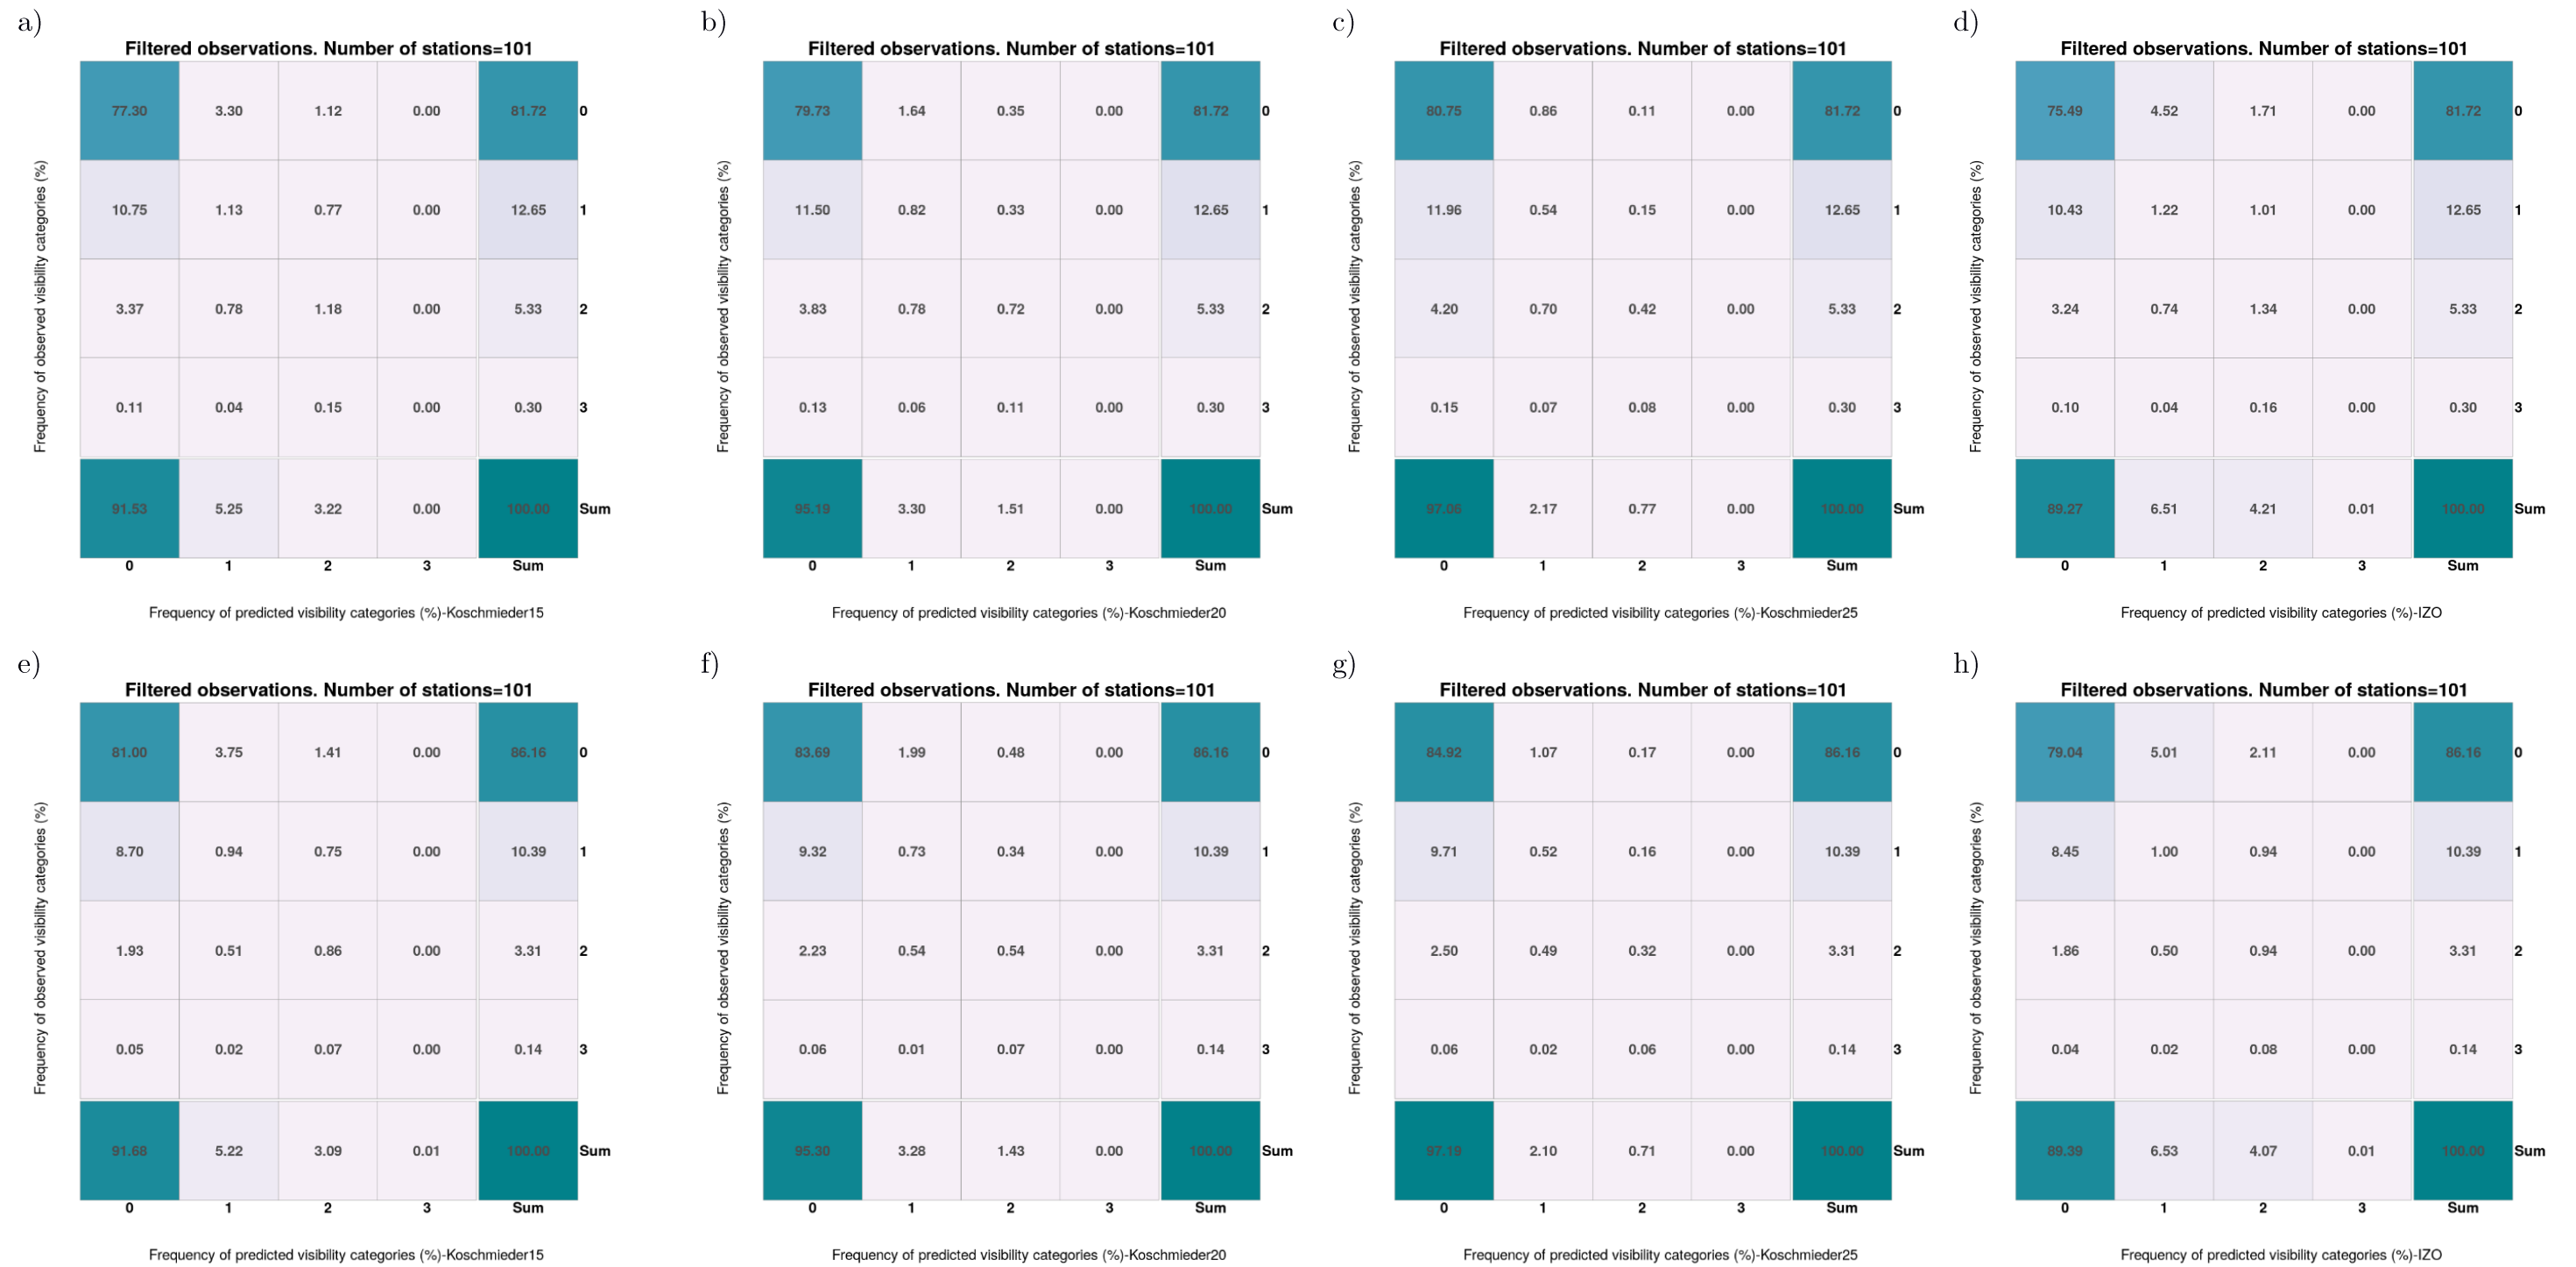 a)
Filtered observations. Number of stations=101
Frequency of observed visibility categories (%)
77.30 3.30 1.12 0.00 81.72 0
10.75 1.13 0.77 0.00 12.65 1
3.37 0.78 1.18 0.00 5.33 2
0.11 0.04 0.15 0.00 0.30 3
91.53 5.25 3.22 0.00 100.00 Sum
0 1 2 3 Sum
Frequency of predicted visibility categories (%)-Koschmieder15
b)
Filtered observations. Number of stations=101
Frequency of observed visibility categories (%)
79.73 1.64 0.35 0.00 81.72 0
11.50 0.82 0.33 0.00 12.65 1
3.83 0.78 0.72 0.00 5.33 2
0.13 0.06 0.11 0.00 0.30 3
95.19 3.30 1.51 0.00 100.00 Sum
0 1 2 3 Sum
Frequency of predicted visibility categories (%)-Koschmieder20
c)
Filtered observations. Number of stations=101
Frequency of observed visibility categories (%)
80.75 0.86 0.11 0.00 81.72 0
11.96 0.54 0.15 0.00 12.65 1
4.20 0.70 0.42 0.00 5.33 2
0.15 0.07 0.08 0.00 0.30 3
97.06 2.17 0.77 0.00 100.00 Sum
0 1 2 3 Sum
Frequency of predicted visibility categories (%)-Koschmieder25
d)
Filtered observations. Number of stations=101
Frequency of observed visibility categories (%)
75.49 4.52 1.71 0.00 81.72 0
10.43 1.22 1.01 0.00 12.65 1
3.24 0.74 1.34 0.00 5.33 2
0.10 0.04 0.16 0.00 0.30 3
89.27 6.51 4.21 0.01 100.00 Sum
0 1 2 3 Sum
Frequency of predicted visibility categories (%)-IZO
e)
Filtered observations. Number of stations=101
Frequency of observed visibility categories (%)
81.00 3.75 1.41 0.00 86.16 0
8.70 0.94 0.75 0.00 10.39 1
1.93 0.51 0.86 0.00 3.31 2
0.05 0.02 0.07 0.00 0.14 3
91.68 5.22 3.09 0.01 100.00 Sum
0 1 2 3 Sum
Frequency of predicted visibility categories (%)-Koschmieder15
f)
Filtered observations. Number of stations=101
Frequency of observed visibility categories (%)
83.69 1.99 0.48 0.00 86.16 0
9.32 0.73 0.34 0.00 10.39 1
2.23 0.54 0.54 0.00 3.31 2
0.06 0.01 0.07 0.00 0.14 3
95.30 3.28 1.43 0.00 100.00 Sum
0 1 2 3 Sum
Frequency of predicted visibility categories (%)-Koschmieder20
g)
Filtered observations. Number of stations=101
Frequency of observed visibility categories (%)
84.92 1.07 0.17 0.00 86.16 0
9.71 0.52 0.16 0.00 10.39 1
2.50 0.49 0.32 0.00 3.31 2
0.06 0.02 0.06 0.00 0.14 3
97.19 2.10 0.71 0.00 100.00 Sum
0 1 2 3 Sum
Frequency of predicted visibility categories (%)-Koschmieder25
h)
Filtered observations. Number of stations=101
Frequency of observed visibility categories (%)
79.04 5.01 2.11 0.00 86.16 0
8.45 1.00 0.94 0.00 10.39 1
1.86 0.50 0.94 0.00 3.31 2
0.04 0.02 0.08 0.00 0.14 3
89.39 6.53 4.07 0.01 100.00 Sum
0 1 2 3 Sum
Frequency of predicted visibility categories (%)-IZO